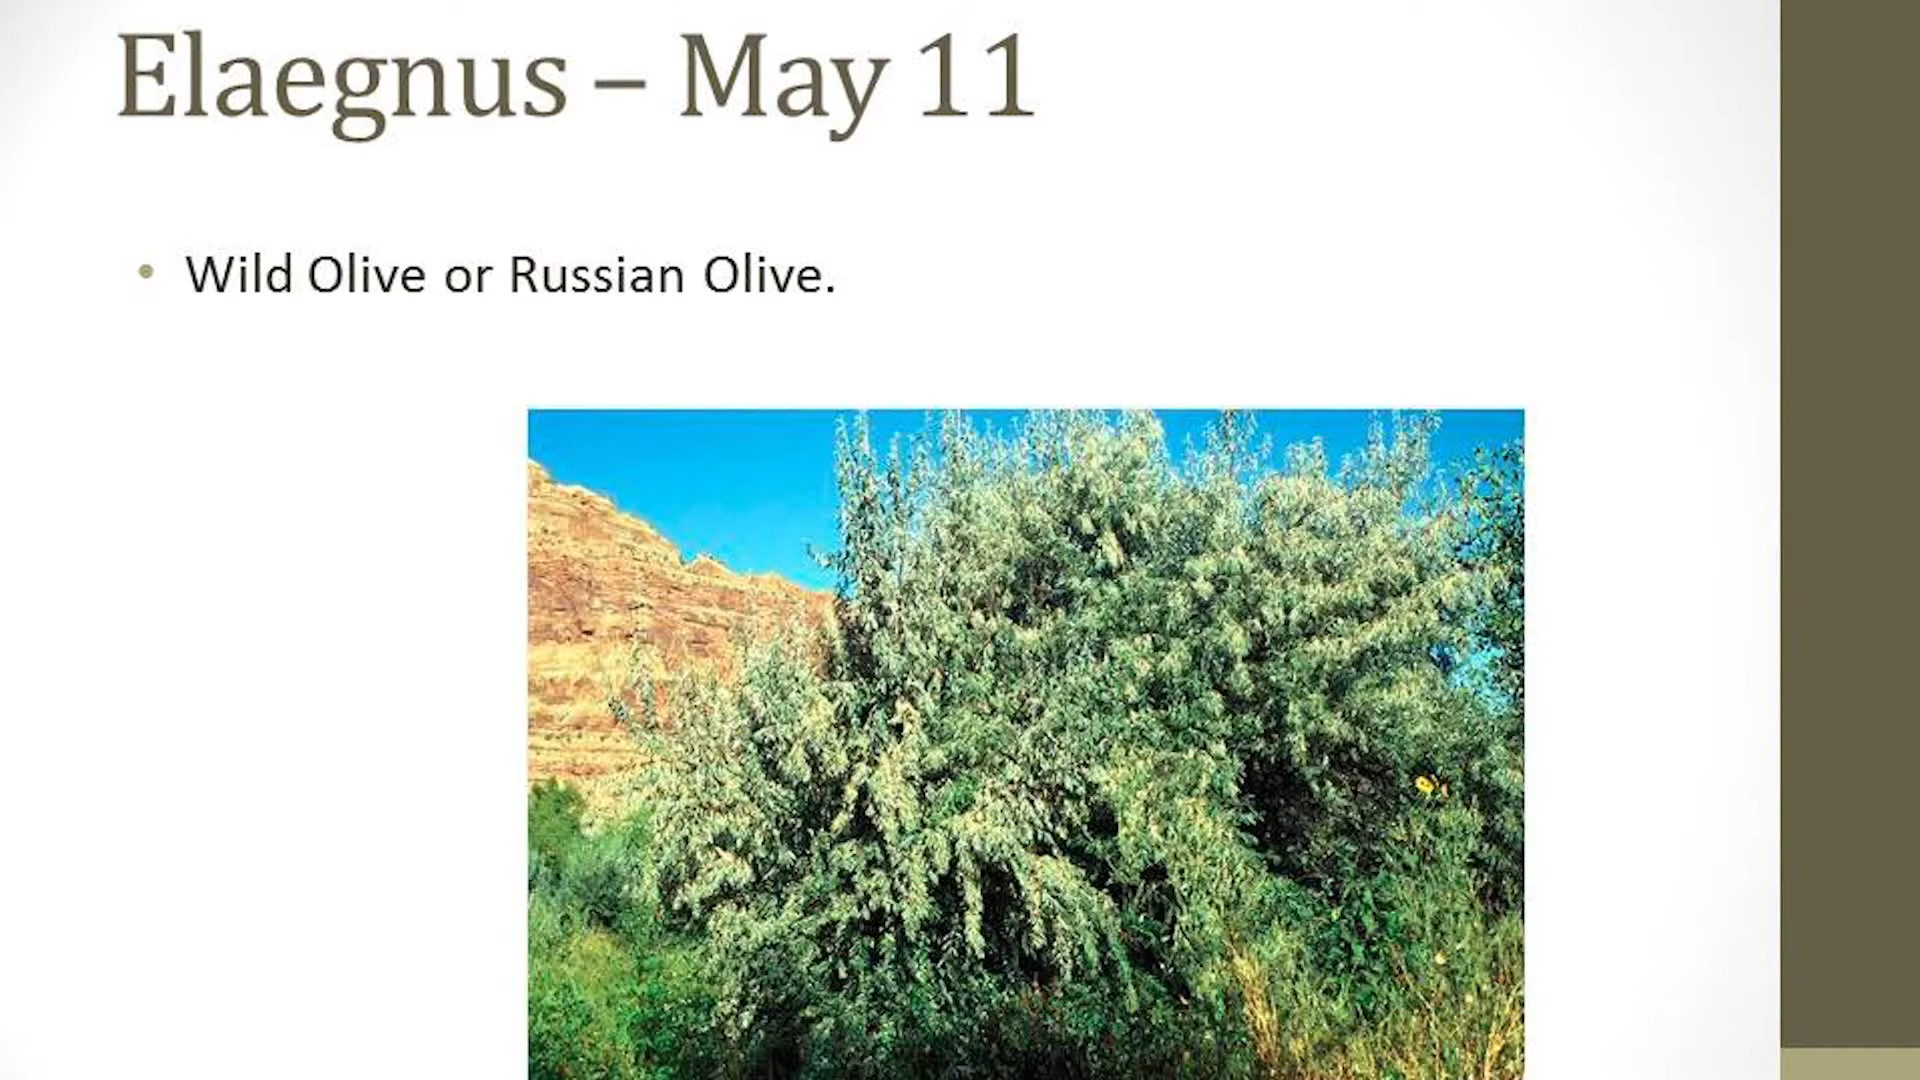 Elaegnus – May 11
• Wild Olive or Russian Olive.